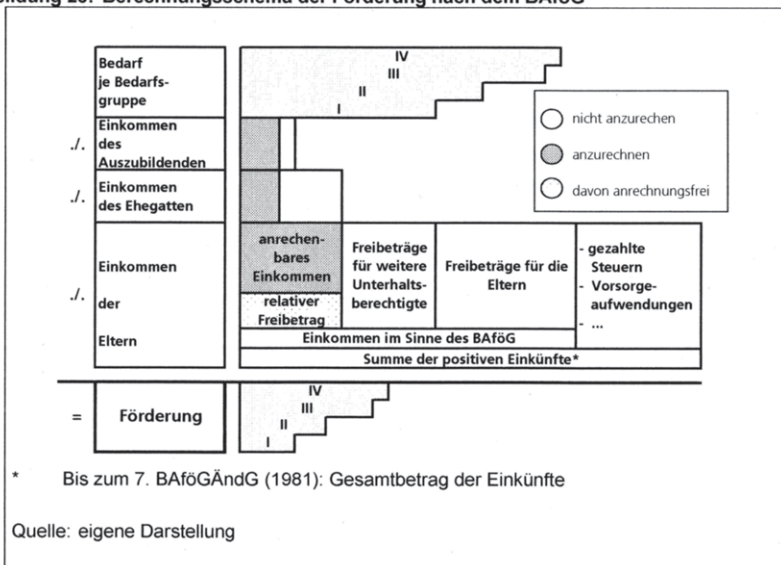 bildung 29: Berechnungsschema der Förderung nach dem BAföG
Bedarf
je Bedarfs-
gruppe
IV
III
II
I
nicht anzurechen
anzurechnen
davon anrechnungsfrei
./.
Einkommen
des
Auszubildenden
./.
Einkommen
des Ehegatten
./.
Einkommen
der
Eltern
anrechen-
bares
Einkommen
relativer
Freibetrag
Freibeträge
für weitere
Unterhalts-
berechtigte
Freibeträge für die
Eltern
- gezahlte
Steuern
- Vorsorge-
aufwendungen
- ...
Einkommen im Sinne des BAföG
Summe der positiven Einkünfte*
=
Förderung
IV
III
II
I
* Bis zum 7. BAföGÄndG (1981): Gesamtbetrag der Einkünfte
Quelle: eigene Darstellung